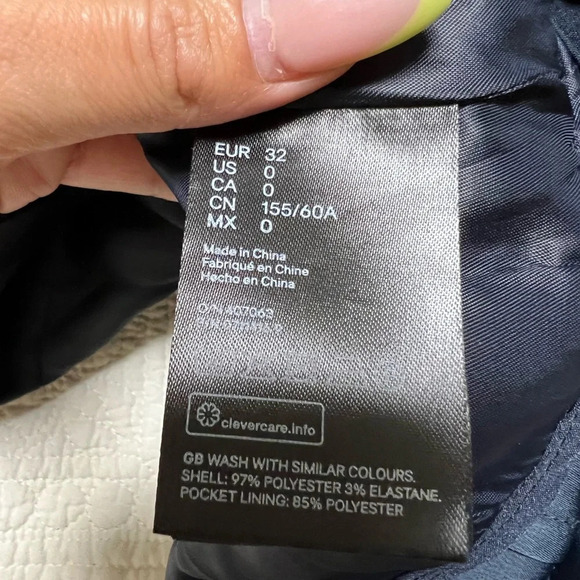 EUR 32
US 0
CA 0
CN 155/60A
MX 0
Made in China
Fabriqué en Chine
Hecho en China
O/N 407063
clevercare.info
GB WASH WITH SIMILAR COLOURS.
SHELL: 97% POLYESTER 3% ELASTANE.
POCKET LINING: 85% POLYESTER